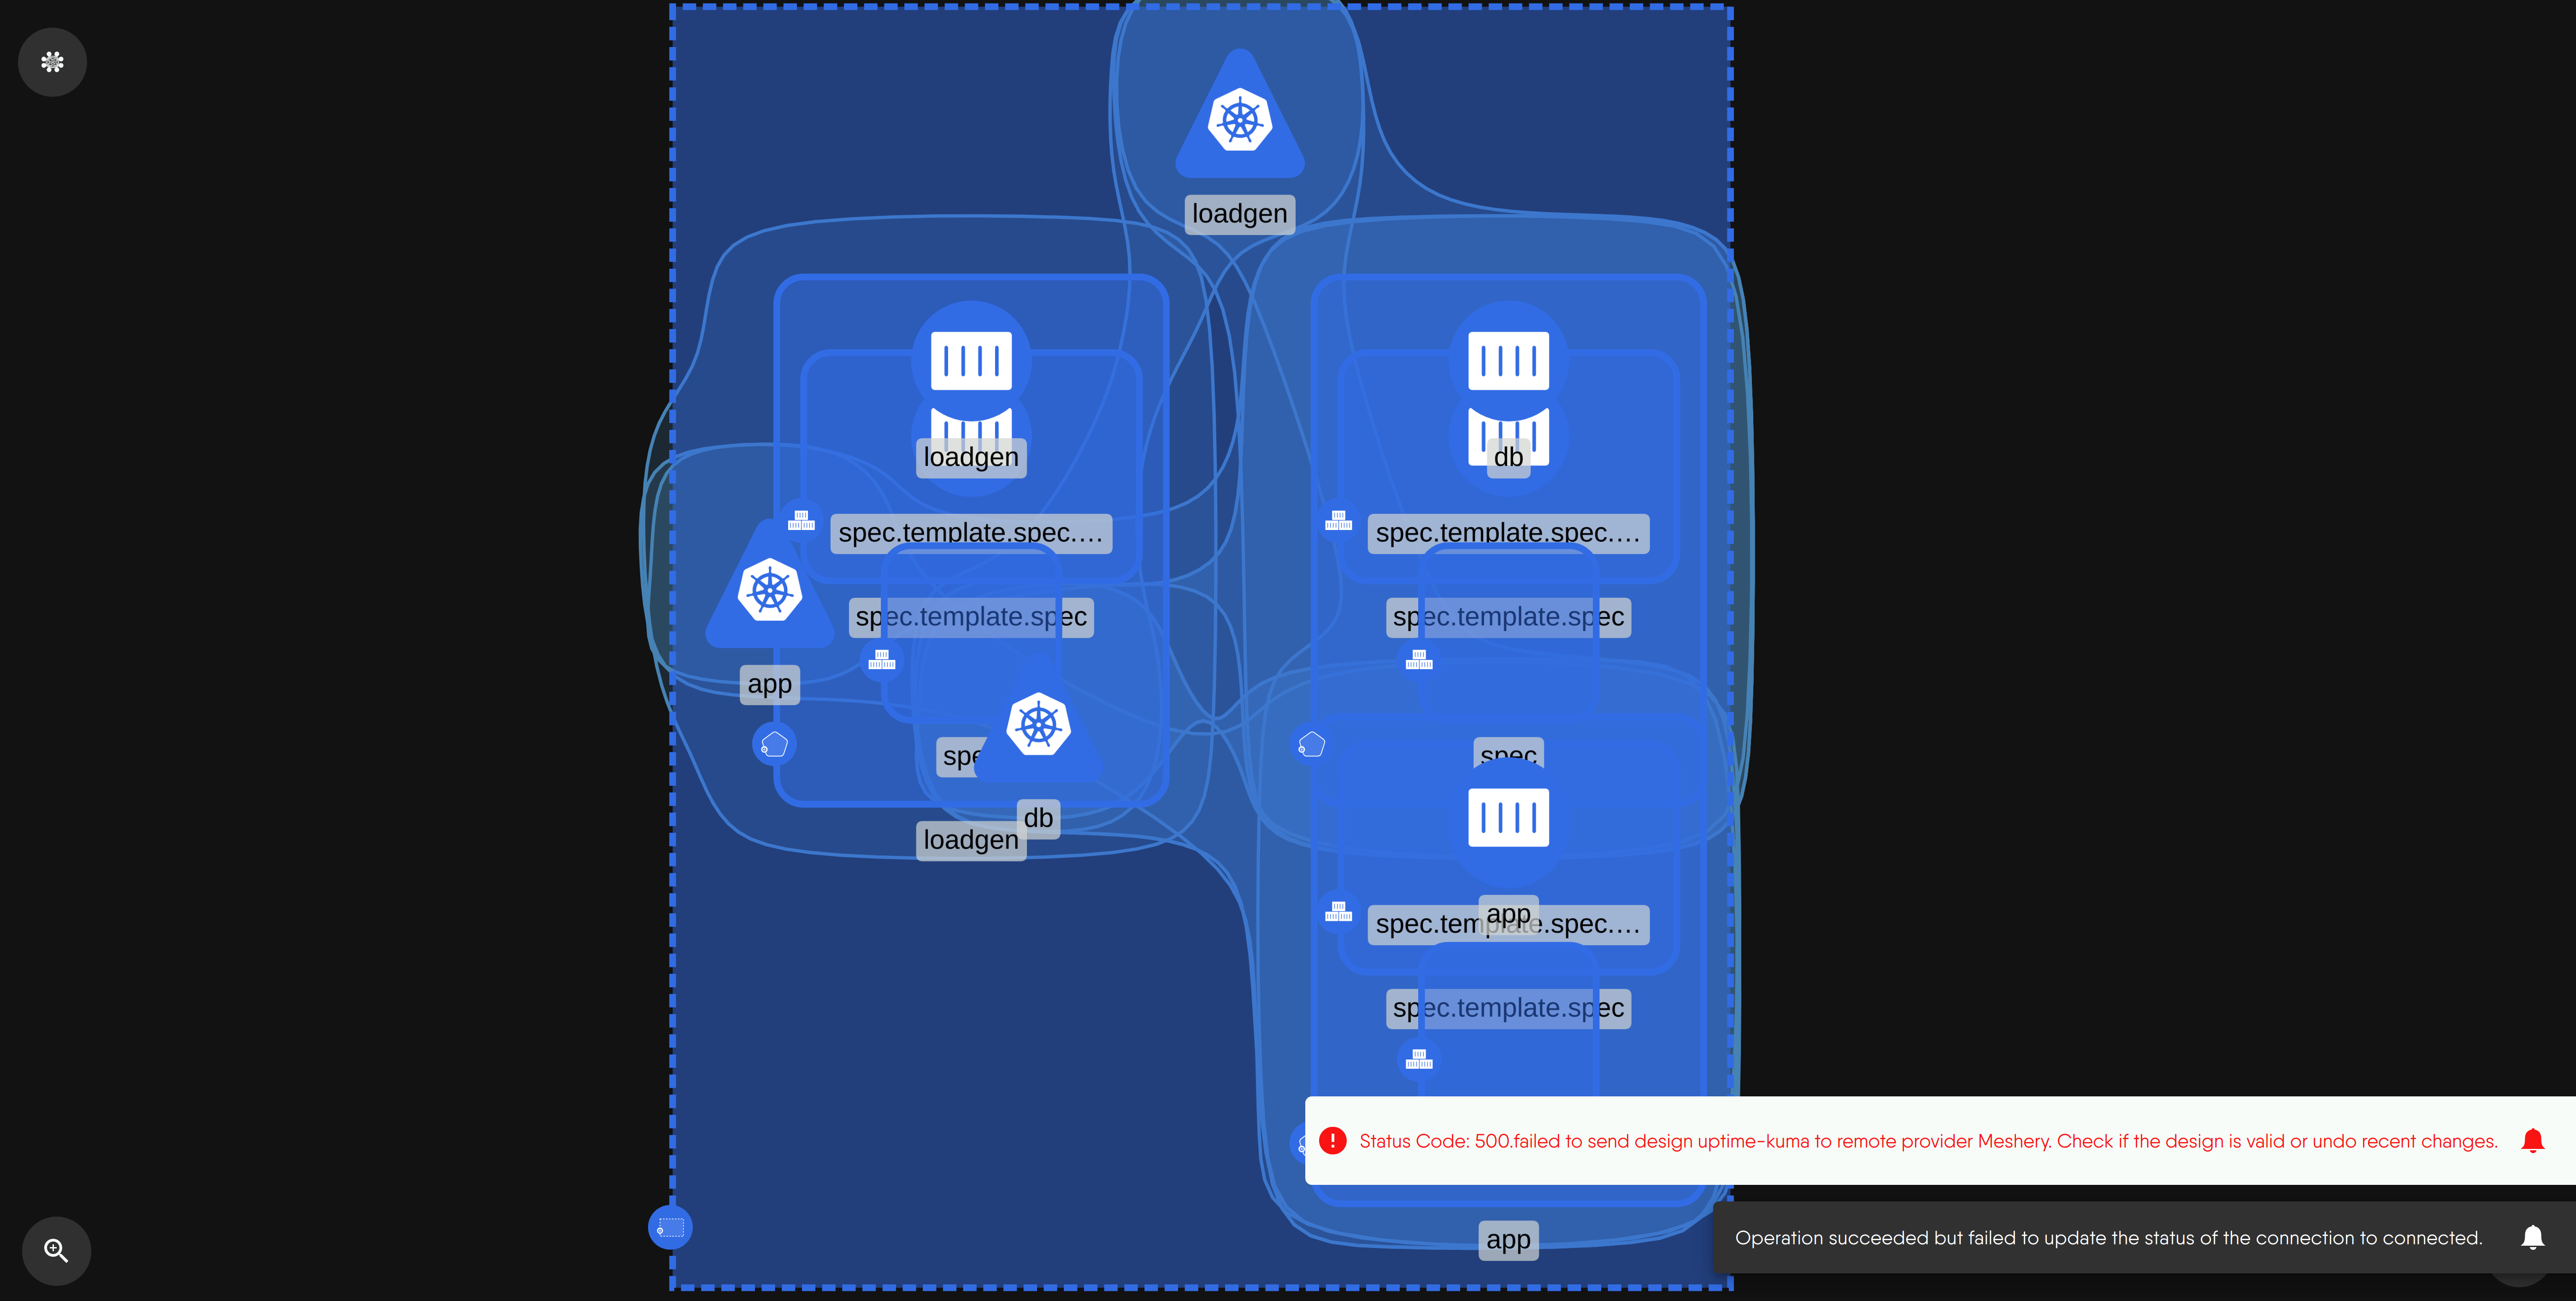 loadgen
loadgen
db
spec.template.spec....
spec.template.spec....
spec.template.spec
spec.template.spec
app
spec
db
loadgen
app
spec.template.spec....
spec.template.spec
Status Code: 500.failed to send design uptime-kuma to remote provider Meshery. Check if the design is valid or undo recent changes.
app
Operation succeeded but failed to update the status of the connection to connected.